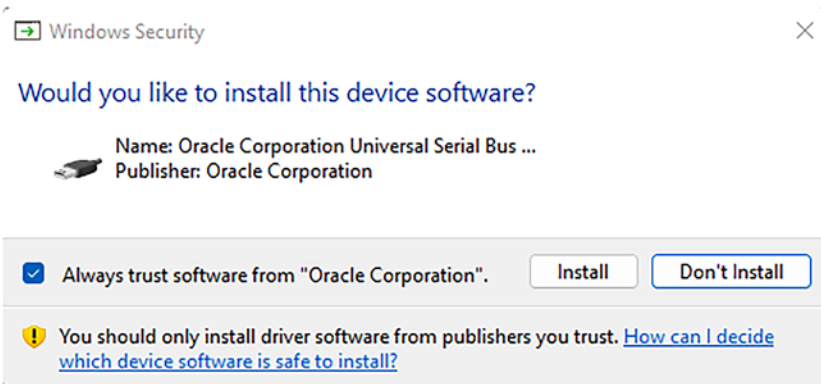 Windows Security
Would you like to install this device software?
Name: Oracle Corporation Universal Serial Bus ...
Publisher: Oracle Corporation
Always trust software from "Oracle Corporation".
Install
Don't Install
You should only install driver software from publishers you trust. How can I decide
which device software is safe to install?